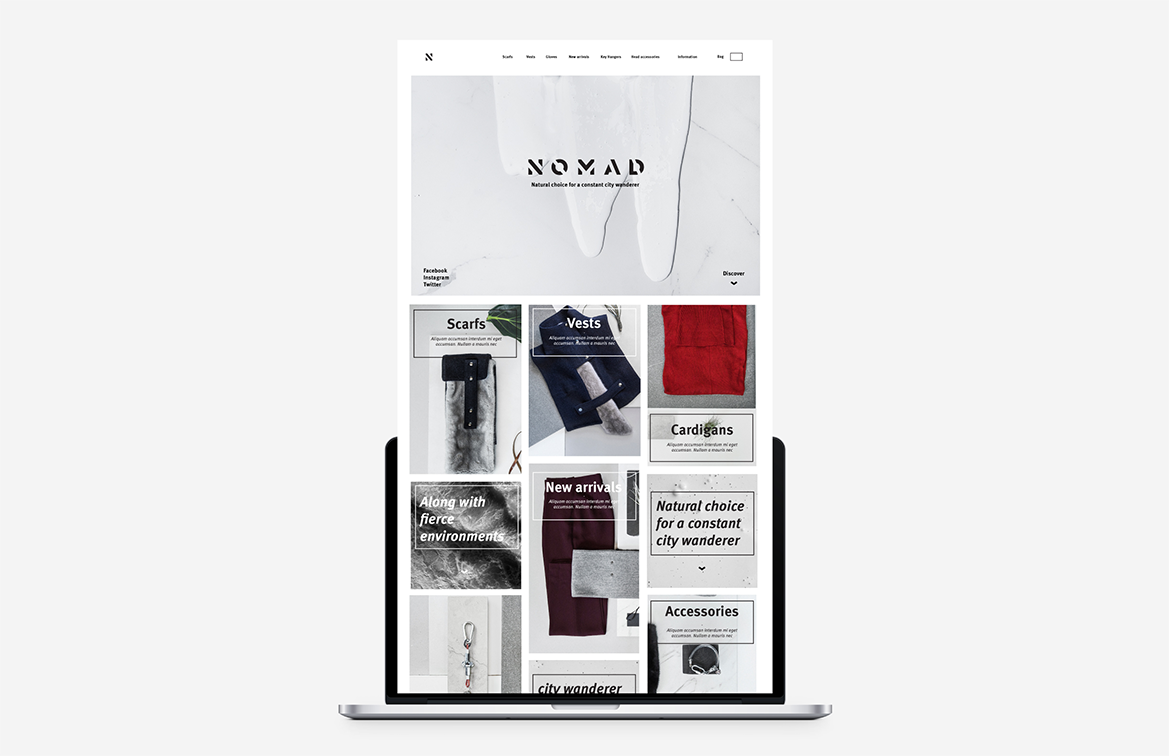 N
Scarfs Vests Gloves New arrivals Key hangers Head accessories Information Bag
NOMAD
Natural choice for a constant city wanderer
Facebook
Instagram
Twitter
Discover
Scarfs
Aliquam accumsan interdum mi eget
accumsan. Nullam a mauris nec
Vests
Aliquam accumsan interdum mi eget
accumsan. Nullam a mauris nec
Cardigans
Aliquam accumsan interdum mi eget
accumsan. Nullam a mauris nec
Along with
fierce
environments
New arrivals
Aliquam accumsan interdum mi eget
accumsan. Nullam a mauris nec
Natural choice
for a constant
city wanderer
Accessories
Aliquam accumsan interdum mi eget
accumsan. Nullam a mauris nec
city wanderer